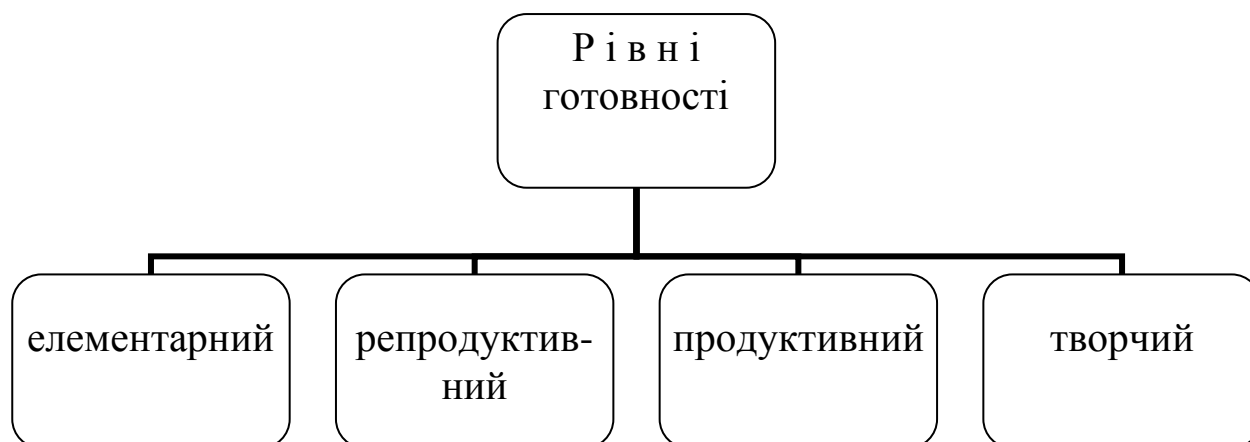 Р і в н і
готовності
елементарний
репродуктив-
ний
продуктивний
творчий